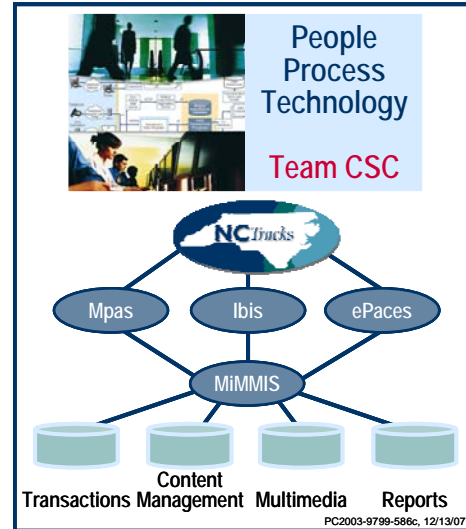 People
Process
Technology
Team CSC
NCTracks
Mpas
Ibis
ePaces
MiMMIS
Transactions
Content
Management
Multimedia
Reports
PC2003-9799-586c, 12/13/07